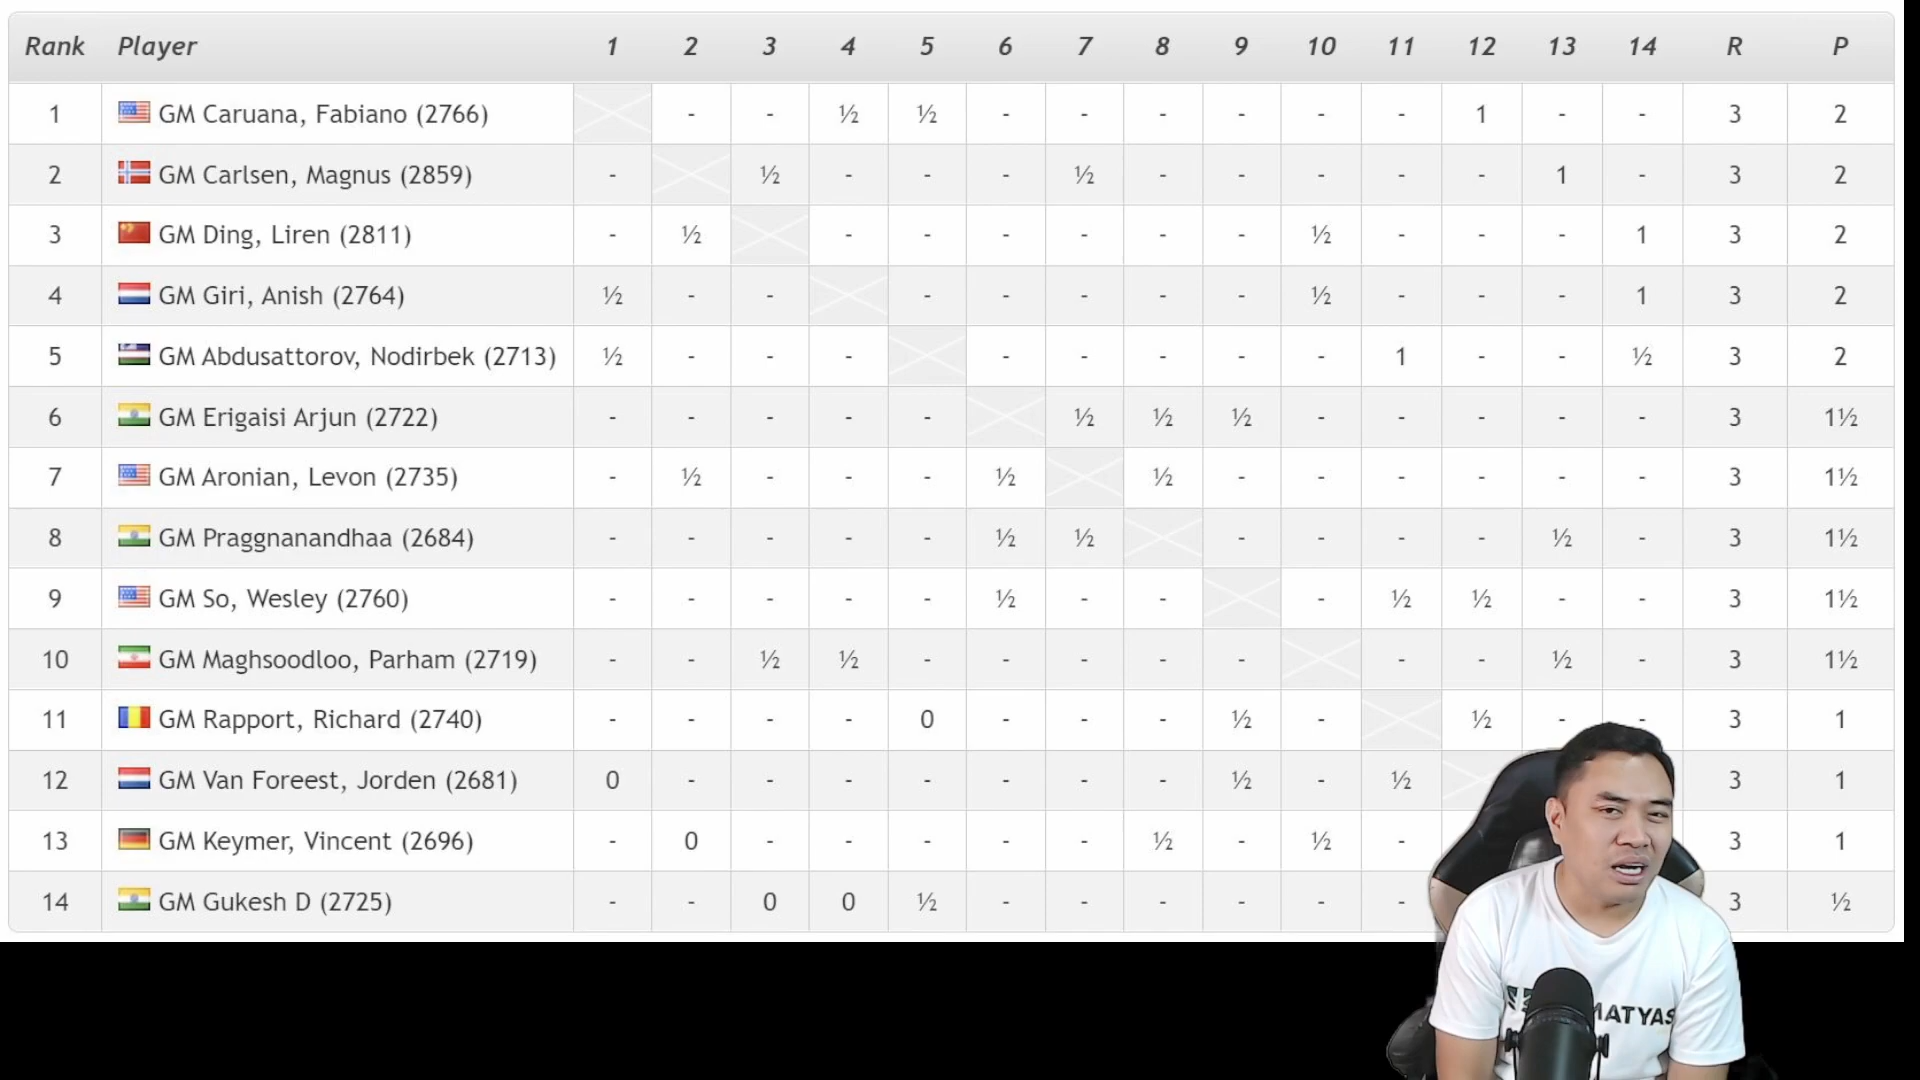 Rank Player 1 2 3 4 5 6 7 8 9 10 11 12 13 14 R P
1 GM Caruana, Fabiano (2766) - - ½ ½ - - - - - - 1 - - 3 2
2 GM Carlsen, Magnus (2859) - ½ - - - ½ - - - - - 1 - 3 2
3 GM Ding, Liren (2811) - ½ - - - - - - ½ - - - 1 3 2
4 GM Giri, Anish (2764) ½ - - - - - - - ½ - - - 1 3 2
5 GM Abdusattorov, Nodirbek (2713) ½ - - - - - - - - 1 - - ½ 3 2
6 GM Erigaisi Arjun (2722) - - - - - ½ ½ ½ - - - - - 3 1½
7 GM Aronian, Levon (2735) - ½ - - - ½ ½ - - - - - - 3 1½
8 GM Praggnanandhaa (2684) - - - - - ½ ½ - - - - ½ - 3 1½
9 GM So, Wesley (2760) - - - - - ½ - - - ½ ½ - - 3 1½
10 GM Maghsoodloo, Parham (2719) - - ½ ½ - - - - - - - ½ - 3 1½
11 GM Rapport, Richard (2740) - - - - 0 - - - ½ - ½ - - 3 1
12 GM Van Foreest, Jorden (2681) 0 - - - - - - - ½ - ½ 3 1
13 GM Keymer, Vincent (2696) - 0 - - - - - ½ - ½ - 3 1
14 GM Gukesh D (2725) - - 0 0 ½ - - - - - - 3 ½